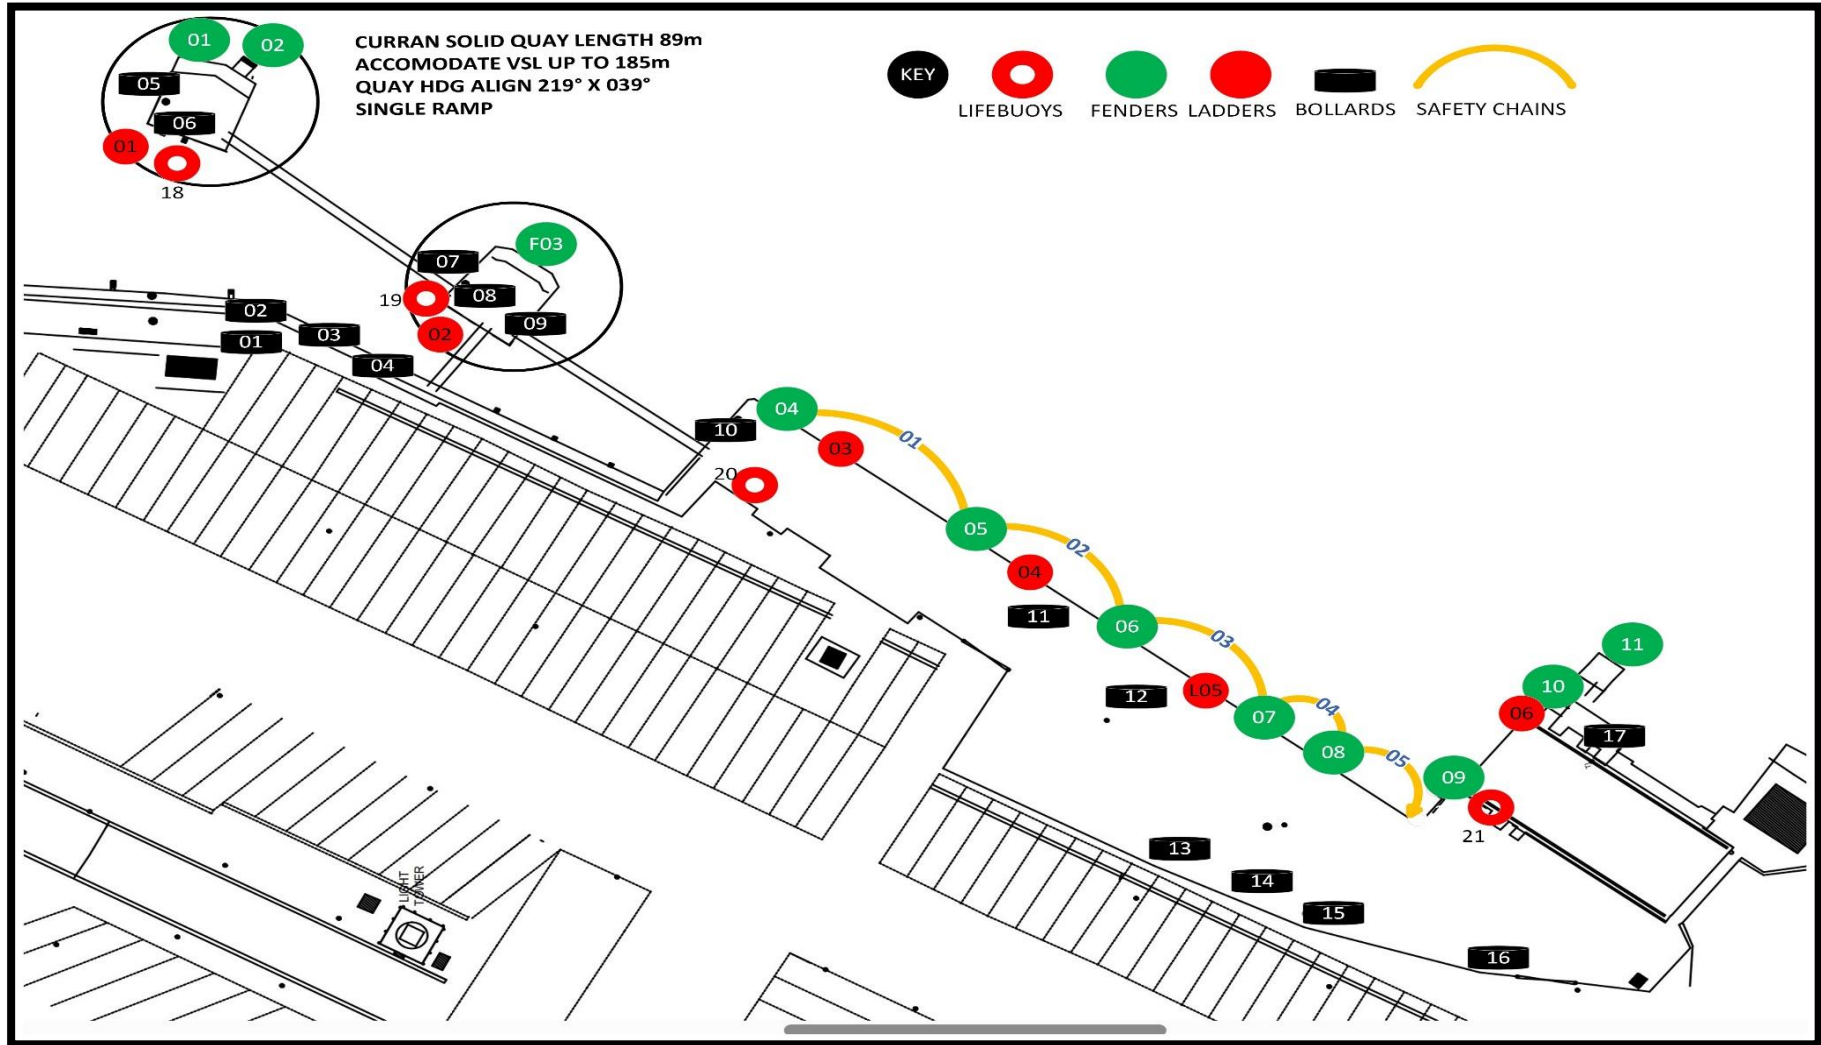 CURRAN SOLID QUAY LENGTH 89m
ACCOMODATE VSL UP TO 185m
QUAY HDG ALIGN 219° X 039°
SINGLE RAMP
KEY
LIFEBUOYS
FENDERS
LADDERS
BOLLARDS
SAFETY CHAINS
01
02
05
06
01
18
F03
07
19
08
02
09
02
01
03
04
04
10
03
01
20
05
02
04
11
06
03
12
L05
07
04
08
05
11
10
06
17
09
21
13
14
15
16
LIGHT
TOWER